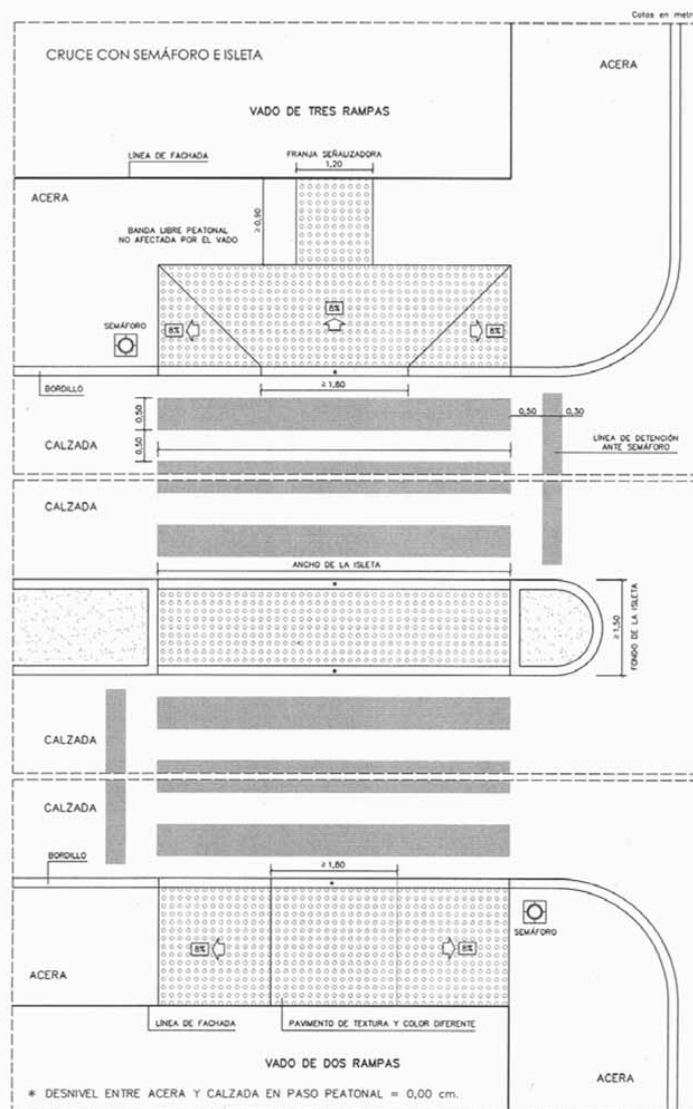 Cotas en metr
CRUCE CON SEMÁFORO E ISLETA
ACERA
VADO DE TRES RAMPAS
LÍNEA DE FACHADA
FRANJA SEÑALIZADORA
1,20
ACERA
≥0,90
BANDA LIBRE PEATONAL
NO AFECTADA POR EL VADO
8%
SEMÁFORO
8%
8%
BORDILLO
≥1,80
0,50
0,50
0,30
0,50
CALZADA
LÍNEA DE DETENCIÓN
ANTE SEMÁFORO
CALZADA
ANCHO DE LA ISLETA
≥1,50
FONDO DE LA ISLETA
CALZADA
CALZADA
BORDILLO
≥1,80
SEMÁFORO
8%
8%
ACERA
LÍNEA DE FACHADA
PAVIMENTO DE TEXTURA Y COLOR DIFERENTE
VADO DE DOS RAMPAS
ACERA
* DESNIVEL ENTRE ACERA Y CALZADA EN PASO PEATONAL = 0,00 cm.